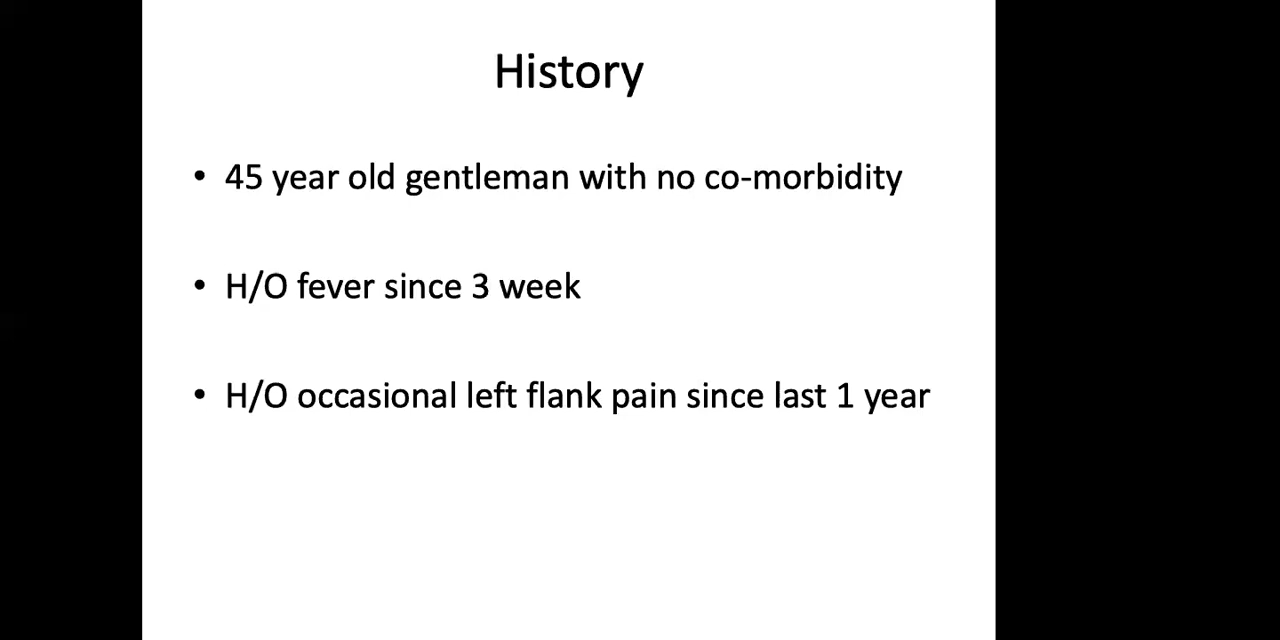 History
• 45 year old gentleman with no co-morbidity
• H/O fever since 3 week
• H/O occasional left flank pain since last 1 year